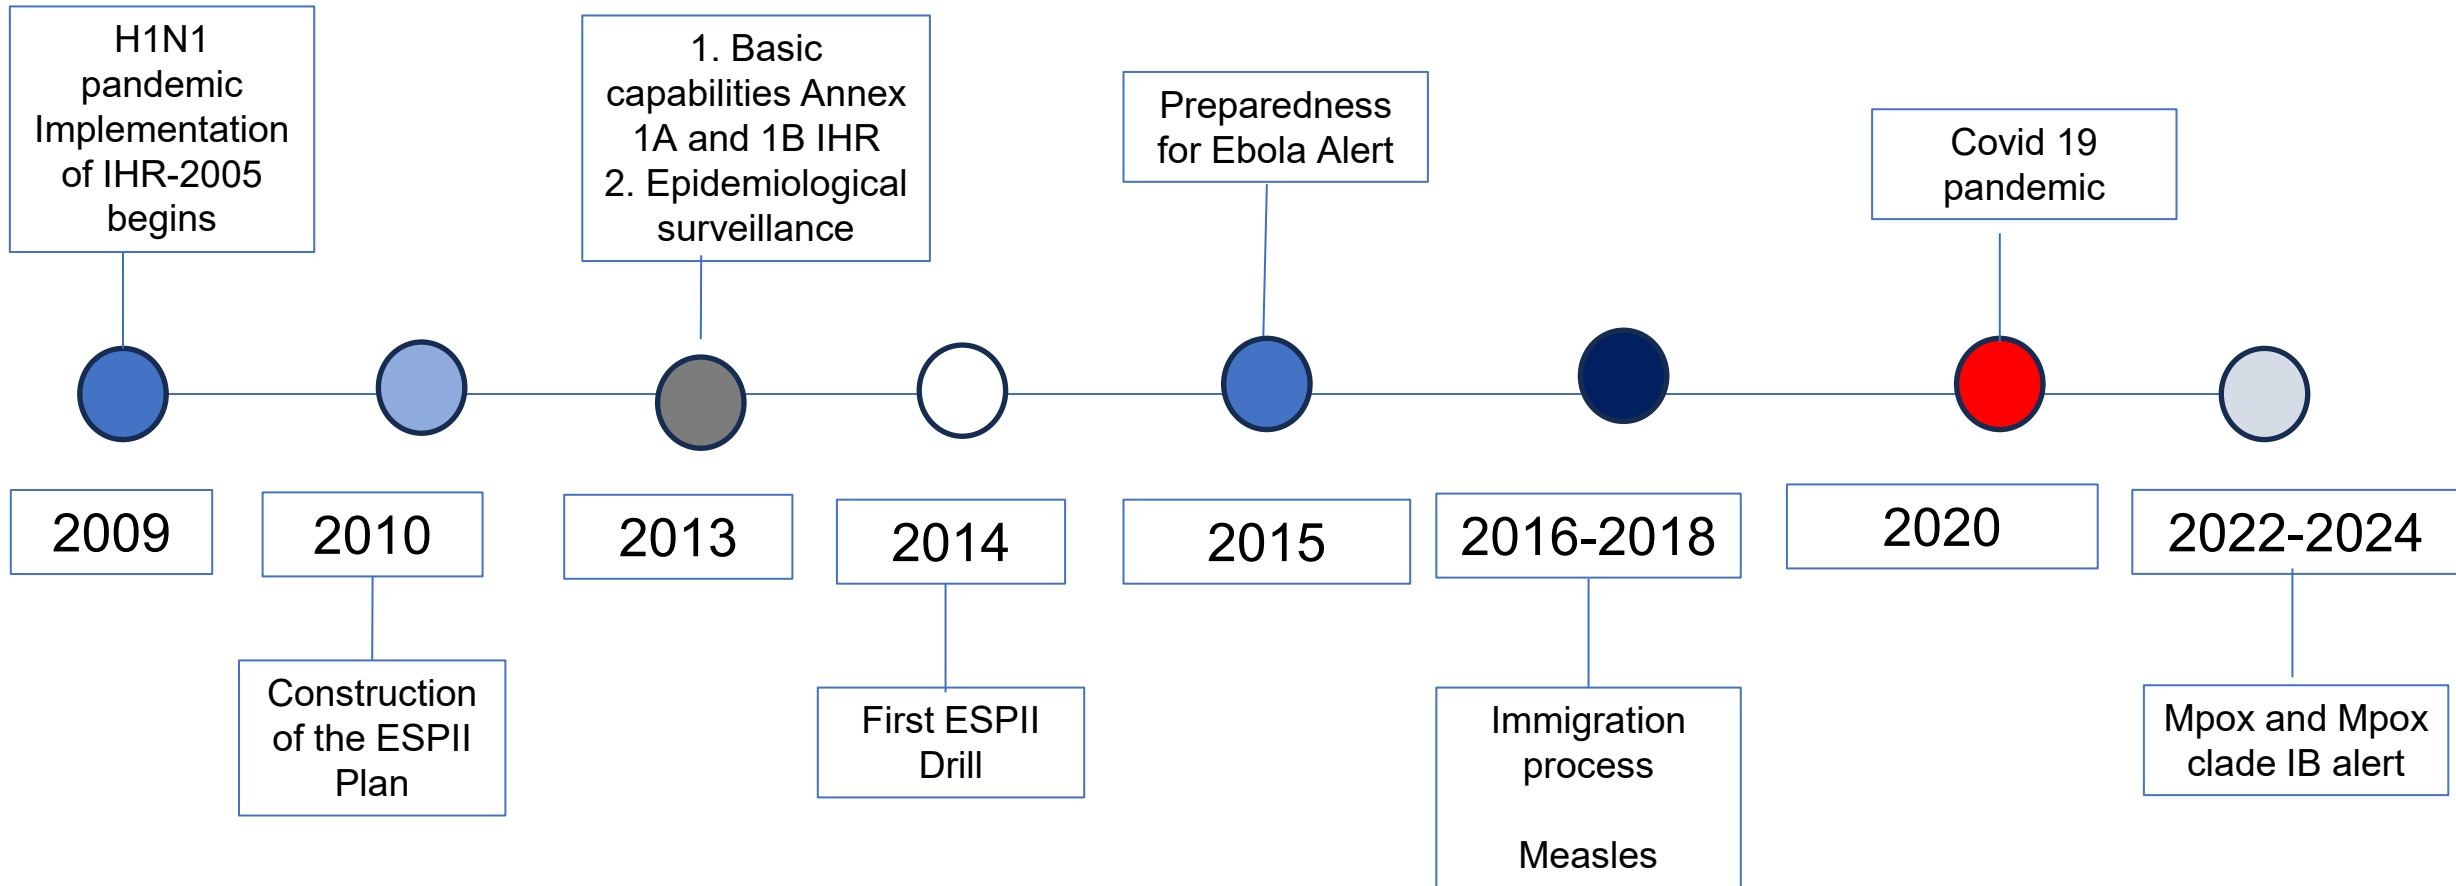 H1N1
pandemic
Implementation
of IHR-2005
begins
1. Basic
capabilities Annex
1A and 1B IHR
2. Epidemiological
surveillance
Preparedness
for Ebola Alert
Covid 19
pandemic
2009
2010
2013
2014
2015
2016-2018
2020
2022-2024
Construction
of the ESPII
Plan
First ESPII
Drill
Immigration
process
Measles
Mpox and Mpox
clade IB alert